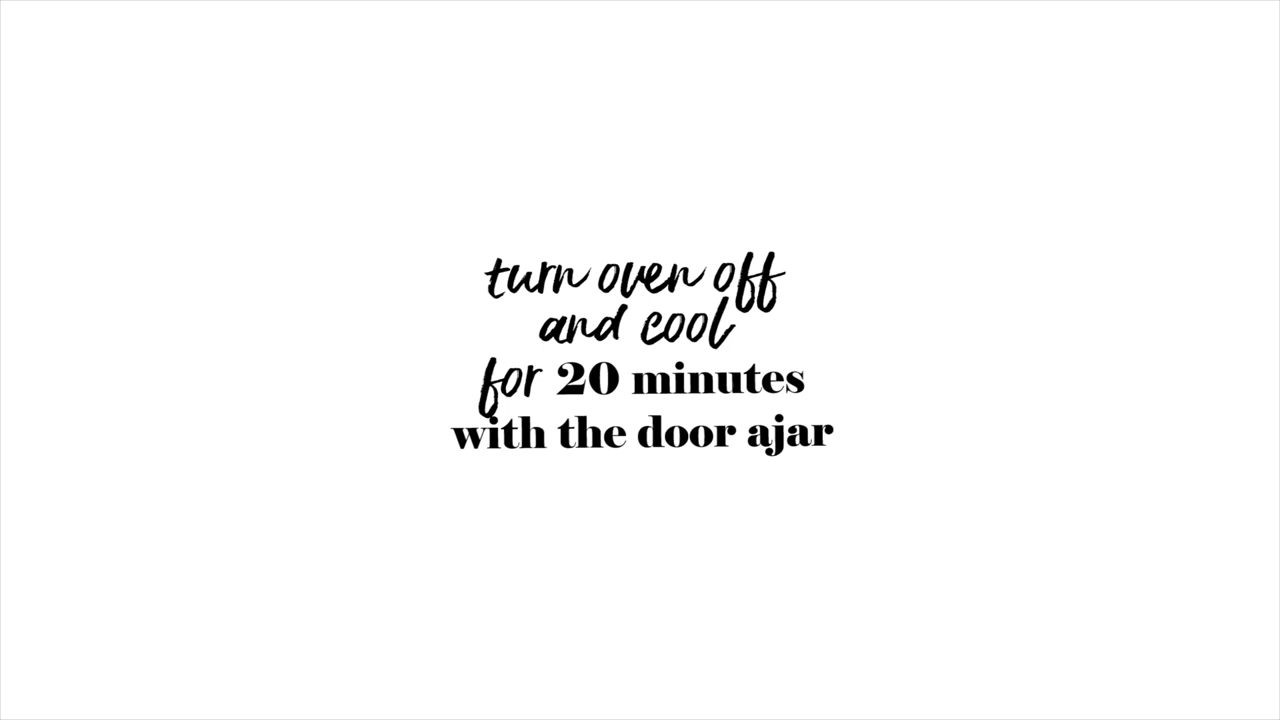 turn oven off
and cool
for 20 minutes
with the door ajar